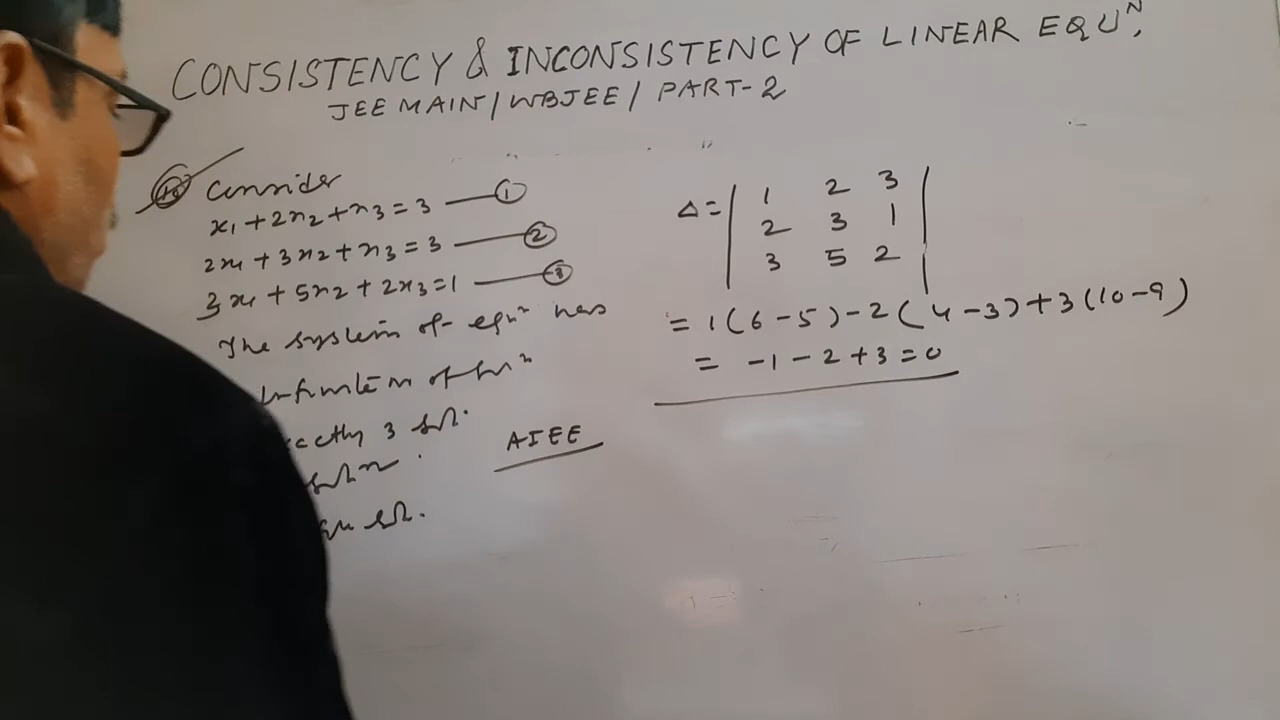 CONSISTENCY & INCONSISTENCY OF LINEAR EQUN.
JEE MAIN/WBJEE/ PART-2
Consider
x₁+2x₂+x₃=3 — ①
2x₁+3x₂+x₃=3 — ②
3x₁+5x₂+2x₃=1 — ③
The system of equⁿ has
of
3 sol.
sol.
AIEE
Δ= | 1 2 3 |
| 2 3 1 |
| 3 5 2 |
= 1(6-5)-2(4-3)+3(10-9)
= -1-2+3=0